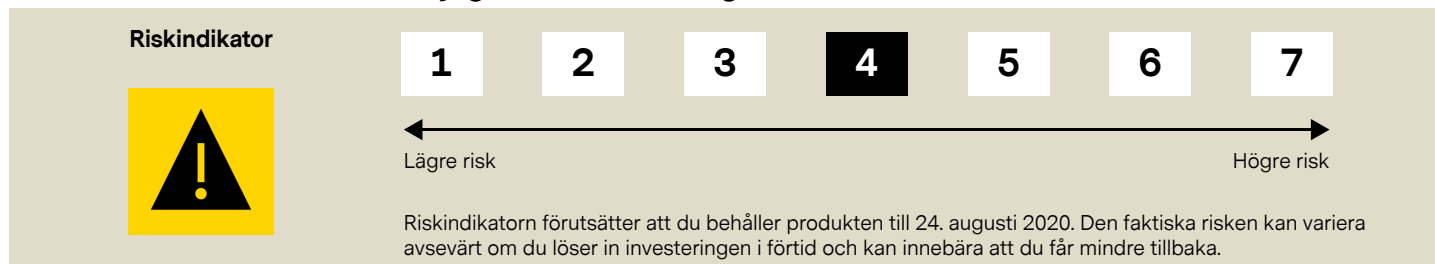 Riskindikator
1 2 3 4 5 6 7
Lägre risk Högre risk
Riskindikatorn förutsätter att du behåller produkten till 24. augusti 2020. Den faktiska risken kan variera
avsevärt om du löser in investeringen i förtid och kan innebära att du får mindre tillbaka.